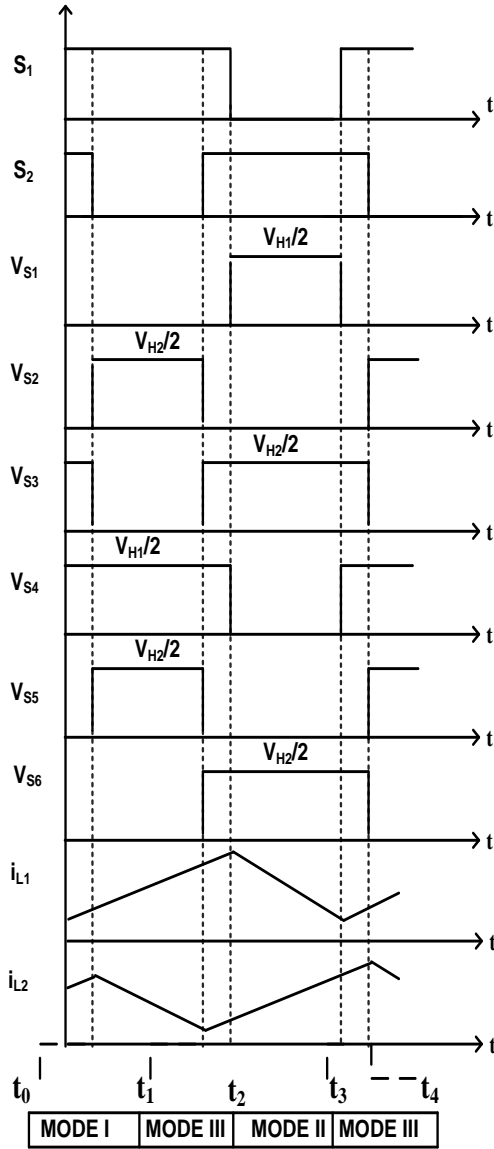 S1
t
S2
t
VH1/2
VS1
t
VH2/2
VS2
t
VH2/2
VS3
t
VH1/2
VS4
t
VH2/2
VS5
t
VH2/2
VS6
t
iL1
t
iL2
t
t0 t1 t2 t3 t4
MODE I MODE III MODE II MODE III